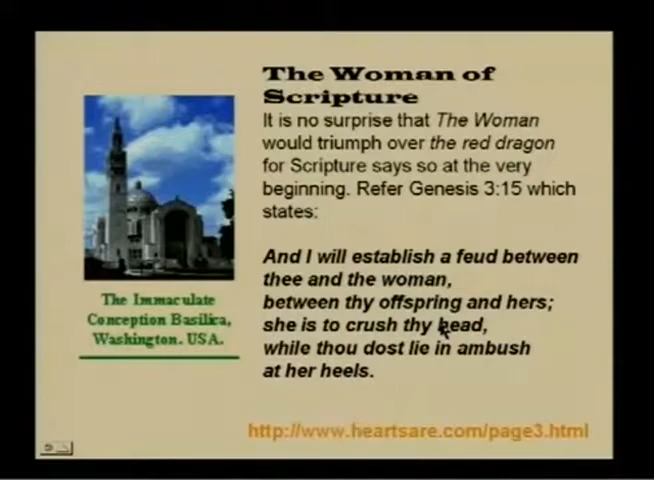 The Woman of
Scripture
It is no surprise that The Woman
would triumph over the red dragon
for Scripture says so at the very
beginning. Refer Genesis 3:15 which
states:
And I will establish a feud between
thee and the woman,
between thy offspring and hers;
she is to crush thy head,
while thou dost lie in ambush
at her heels.
The Immaculate
Conception Basilica,
Washington. USA.
http://www.heartsare.com/page3.html